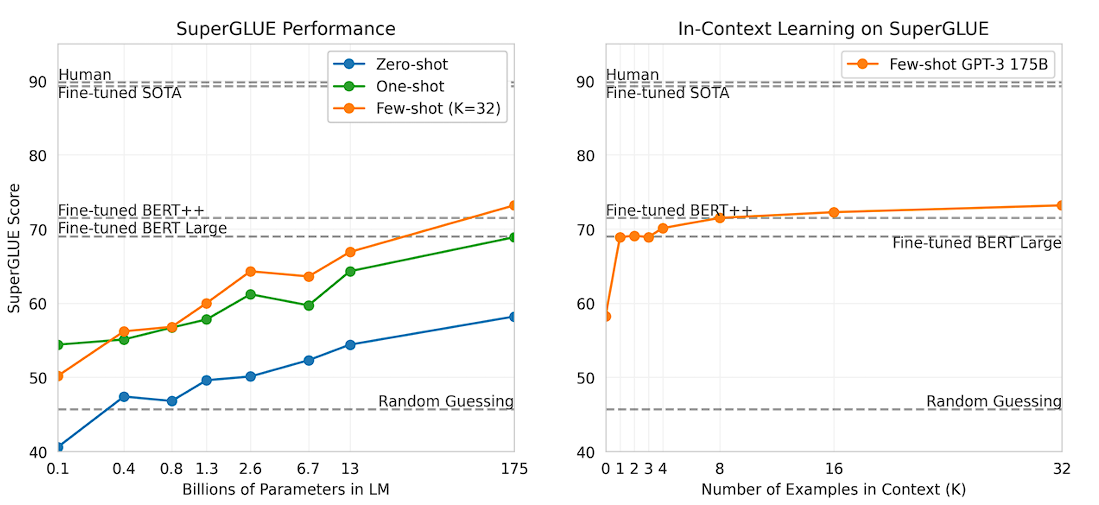 SuperGLUE Performance
90
80
70
60
50
40
SuperGLUE Score
Human
Fine-tuned SOTA
Fine-tuned BERT++
Fine-tuned BERT Large
Random Guessing
Zero-shot
One-shot
Few-shot (K=32)
0.1 0.4 0.8 1.3 2.6 6.7 13 175
Billions of Parameters in LM
In-Context Learning on SuperGLUE
90
80
70
60
50
40
Human
Fine-tuned SOTA
Fine-tuned BERT++
Fine-tuned BERT Large
Random Guessing
Few-shot GPT-3 175B
0 1 2 3 4 8 16 32
Number of Examples in Context (K)